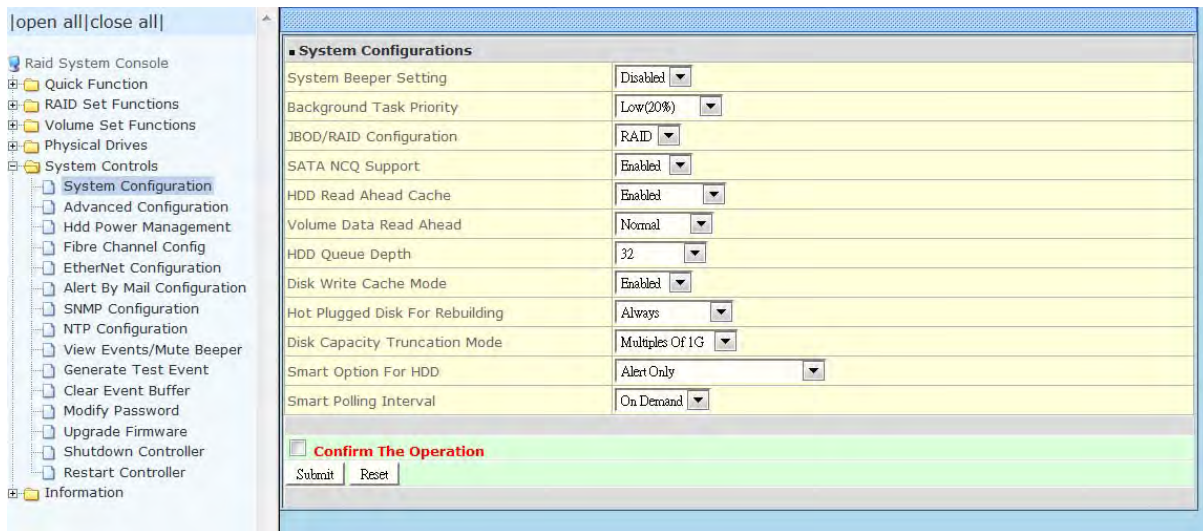 |open all|close all|
Raid System Console
Quick Function
RAID Set Functions
Volume Set Functions
Physical Drives
System Controls
System Configuration
Advanced Configuration
Hdd Power Management
Fibre Channel Config
EtherNet Configuration
Alert By Mail Configuration
SNMP Configuration
NTP Configuration
View Events/Mute Beeper
Generate Test Event
Clear Event Buffer
Modify Password
Upgrade Firmware
Shutdown Controller
Restart Controller
Information
System Configurations
System Beeper Setting Disabled
Background Task Priority Low(20%)
JBOD/RAID Configuration RAID
SATA NCQ Support Enabled
HDD Read Ahead Cache Enabled
Volume Data Read Ahead Normal
HDD Queue Depth 32
Disk Write Cache Mode Enabled
Hot Plugged Disk For Rebuilding Always
Disk Capacity Truncation Mode Multiples Of 1G
Smart Option For HDD Alert Only
Smart Polling Interval On Demand
Confirm The Operation
Submit Reset